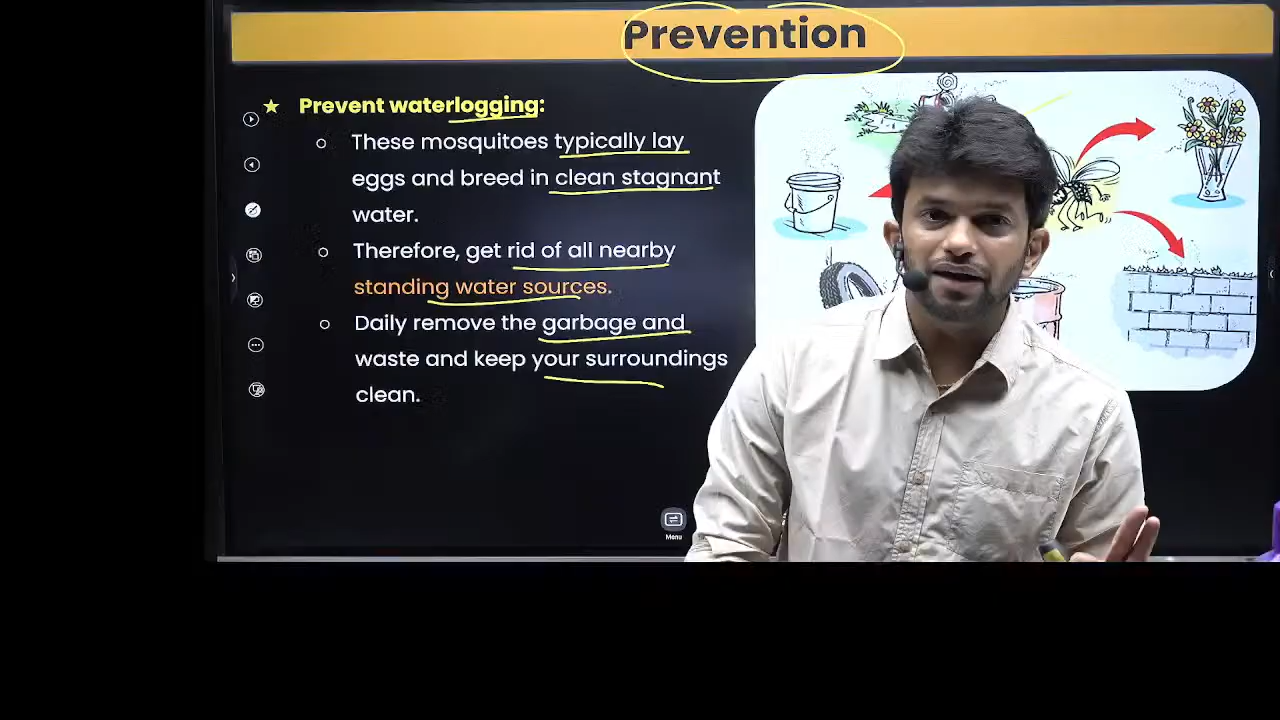 Prevention
★ Prevent waterlogging:
○ These mosquitoes typically lay
eggs and breed in clean stagnant
water.
○ Therefore, get rid of all nearby
standing water sources.
○ Daily remove the garbage and
waste and keep your surroundings
clean.
Menu